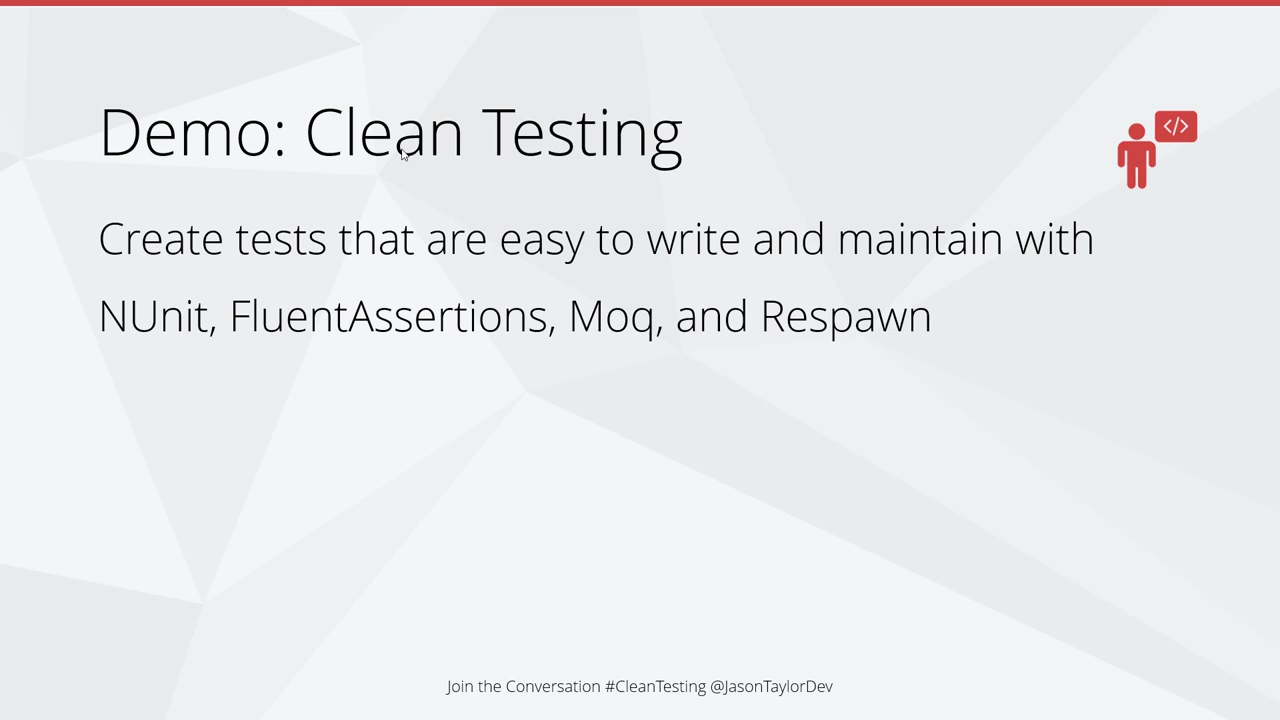 Demo: Clean Testing
</>
Create tests that are easy to write and maintain with
NUnit, FluentAssertions, Moq, and Respawn
Join the Conversation #CleanTesting @JasonTaylorDev